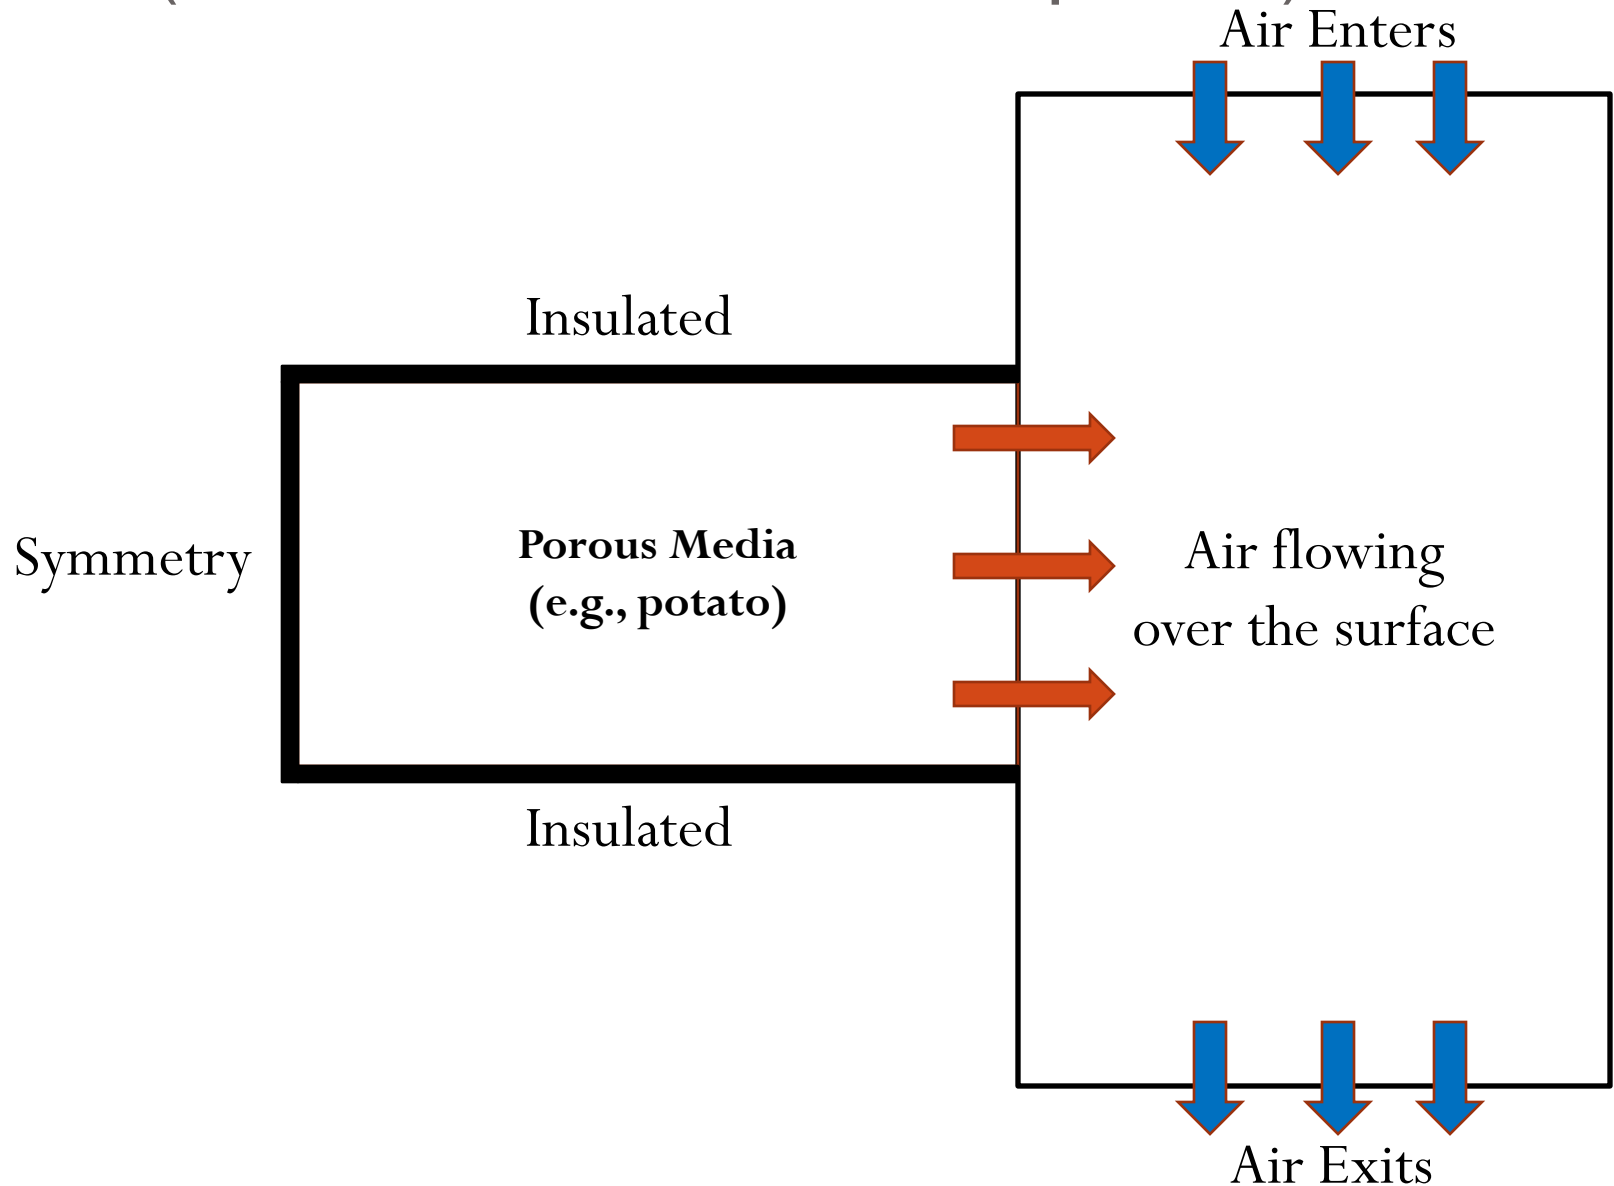 Air Enters
Insulated
Porous Media
(e.g., potato)
Symmetry
Air flowing
over the surface
Insulated
Air Exits